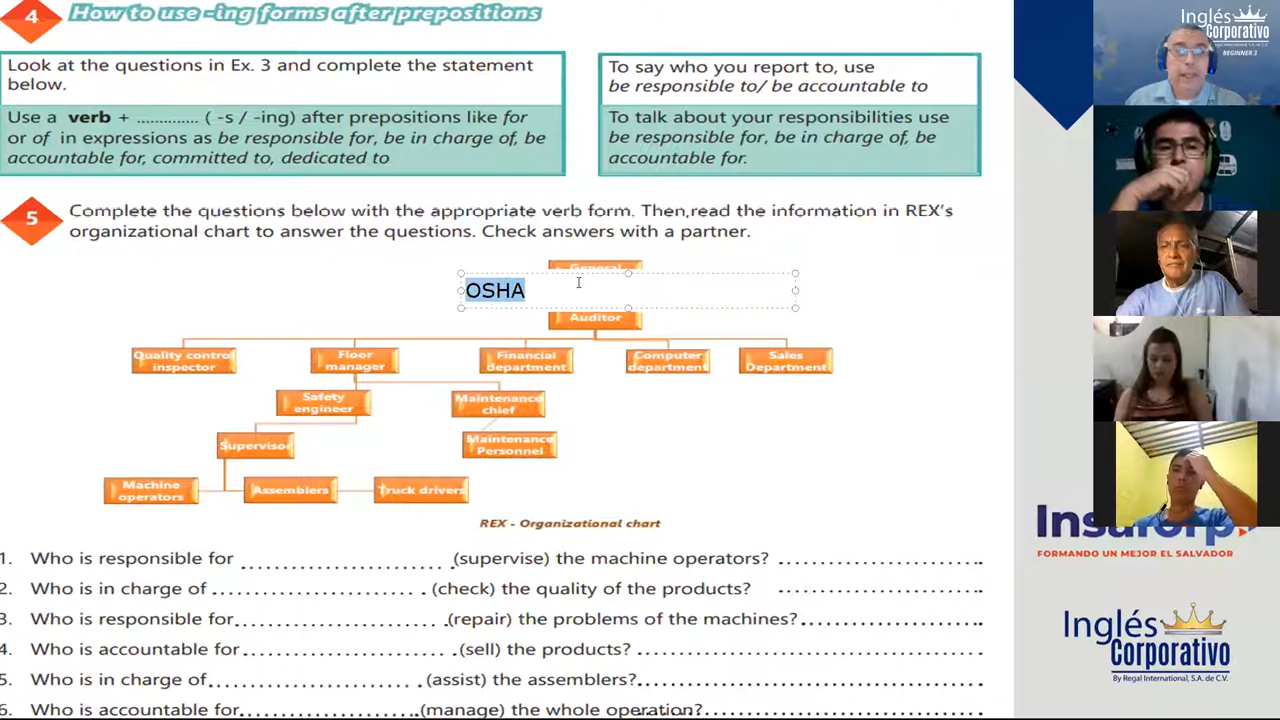 4 How to use -ing forms after prepositions
Look at the questions in Ex. 3 and complete the statement
below.
Use a verb + ............. ( -s / -ing) after prepositions like for
or of in expressions as be responsible for, be in charge of, be
accountable for, committed to, dedicated to
To say who you report to, use
be responsible to/ be accountable to
To talk about your responsibilities use
be responsible for, be in charge of, be
accountable for.
5 Complete the questions below with the appropriate verb form. Then,read the information in REX's
organizational chart to answer the questions. Check answers with a partner.
General
OSHA
Auditor
Quality control
inspector
Floor
manager
Financial
department
Computer
department
Sales
Department
Safety
engineer
Maintenance
chief
Supervisor
Maintenance
Personnel
Machine
operators
Assemblers
Truck drivers
REX - Organizational chart
1. Who is responsible for .......................... (supervise) the machine operators? ..........................
2. Who is in charge of .......................... (check) the quality of the products? ..........................
3. Who is responsible for .......................... (repair) the problems of the machines? ..........................
4. Who is accountable for .......................... (sell) the products? ..........................
5. Who is in charge of .......................... (assist) the assemblers? ..........................
6. Who is accountable for .......................... (manage) the whole operation? ..........................
Inglés
Corporativo
BEGINNER 3
Insaforp
FORMANDO UN MEJOR EL SALVADOR
Inglés
Corporativo
By Regal International, S.A. de C.V.